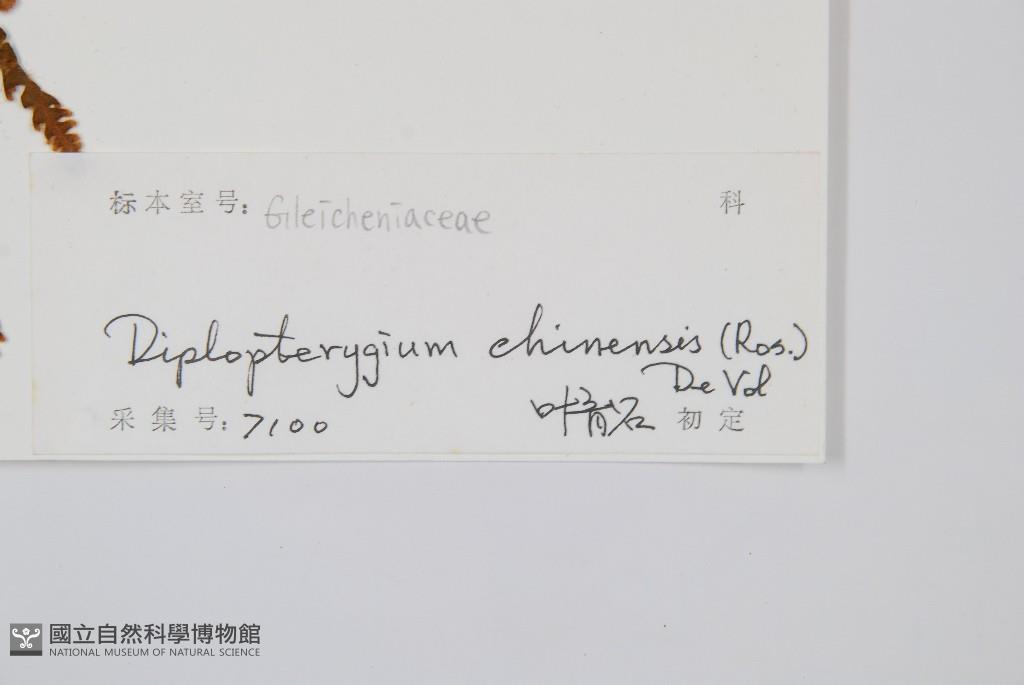 标本室号: Gleicheniaceae 科
Diplopterygium chinensis (Ros.)
De Vol
采集号: 7100 叶育石 初定
國立自然科學博物館
NATIONAL MUSEUM OF NATURAL SCIENCE